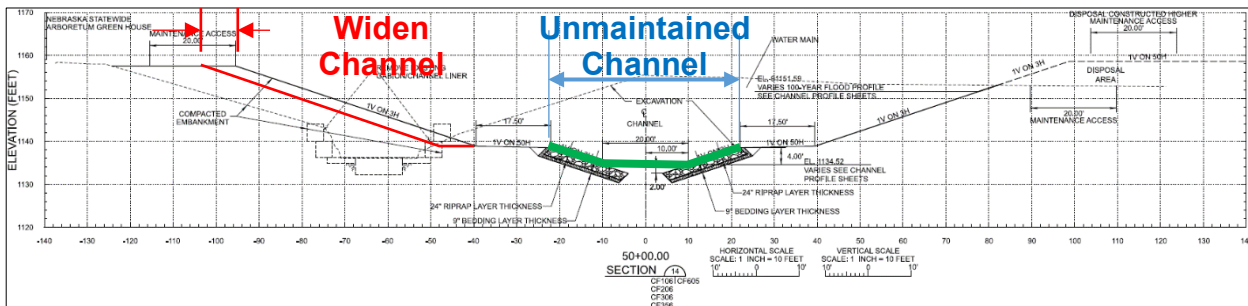 1170
1160
1150
1140
1130
1120
ELEVATION (FEET)
NEBRASKA STATEWIDE
ARBORETUM GREEN HOUSE
MAINTENANCE ACCESS
20.00'
Widen
Channel
Unmaintained
Channel
WATER MAIN
DISPOSAL CONSTRUCTED HIGHER
MAINTENANCE ACCESS
20.00'
1V ON 50H
DISPOSAL
AREA
20.00'
MAINTENANCE ACCESS
1V ON 3H
GABION/CHANNEL LINER
COMPACTED
EMBANKMENT
1V ON 3H
EXCAVATION
CHANNEL
VARIES 100-YEAR FLOOD PROFILE
SEE CHANNEL PROFILE SHEETS
17.50'
1V ON 50H
20.00'
10.00'
17.50'
1V ON 50H
4.00'
EL. 1134.52
VARIES SEE CHANNEL
PROFILE SHEETS
2.00'
24" RIPRAP LAYER THICKNESS
9" BEDDING LAYER THICKNESS
24" RIPRAP LAYER THICKNESS
9" BEDDING LAYER THICKNESS
-140 -130 -120 -110 -100 -90 -80 -70 -60 -50 -40 -30 -20 -10 0 10 20 30 40 50 60 70 80 90 100 110 120 130
50+00.00
SECTION 14
CF106 CF605
CF206
CF306
HORIZONTAL SCALE
SCALE: 1 INCH = 10 FEET
10' 0 10'
VERTICAL SCALE
SCALE: 1 INCH = 10 FEET
10' 0 10'